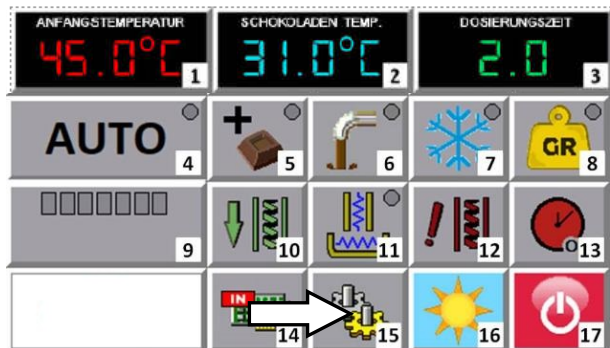 ANFANGSTEMPERATUR SCHOKOLADEN TEMP. DOSIERUNGSZEIT
45.0°C 1 31.0°C 2 2.0 3
AUTO 4 5 6 7 GR 8
9 10 11 12 13
IN 14 15 16 17